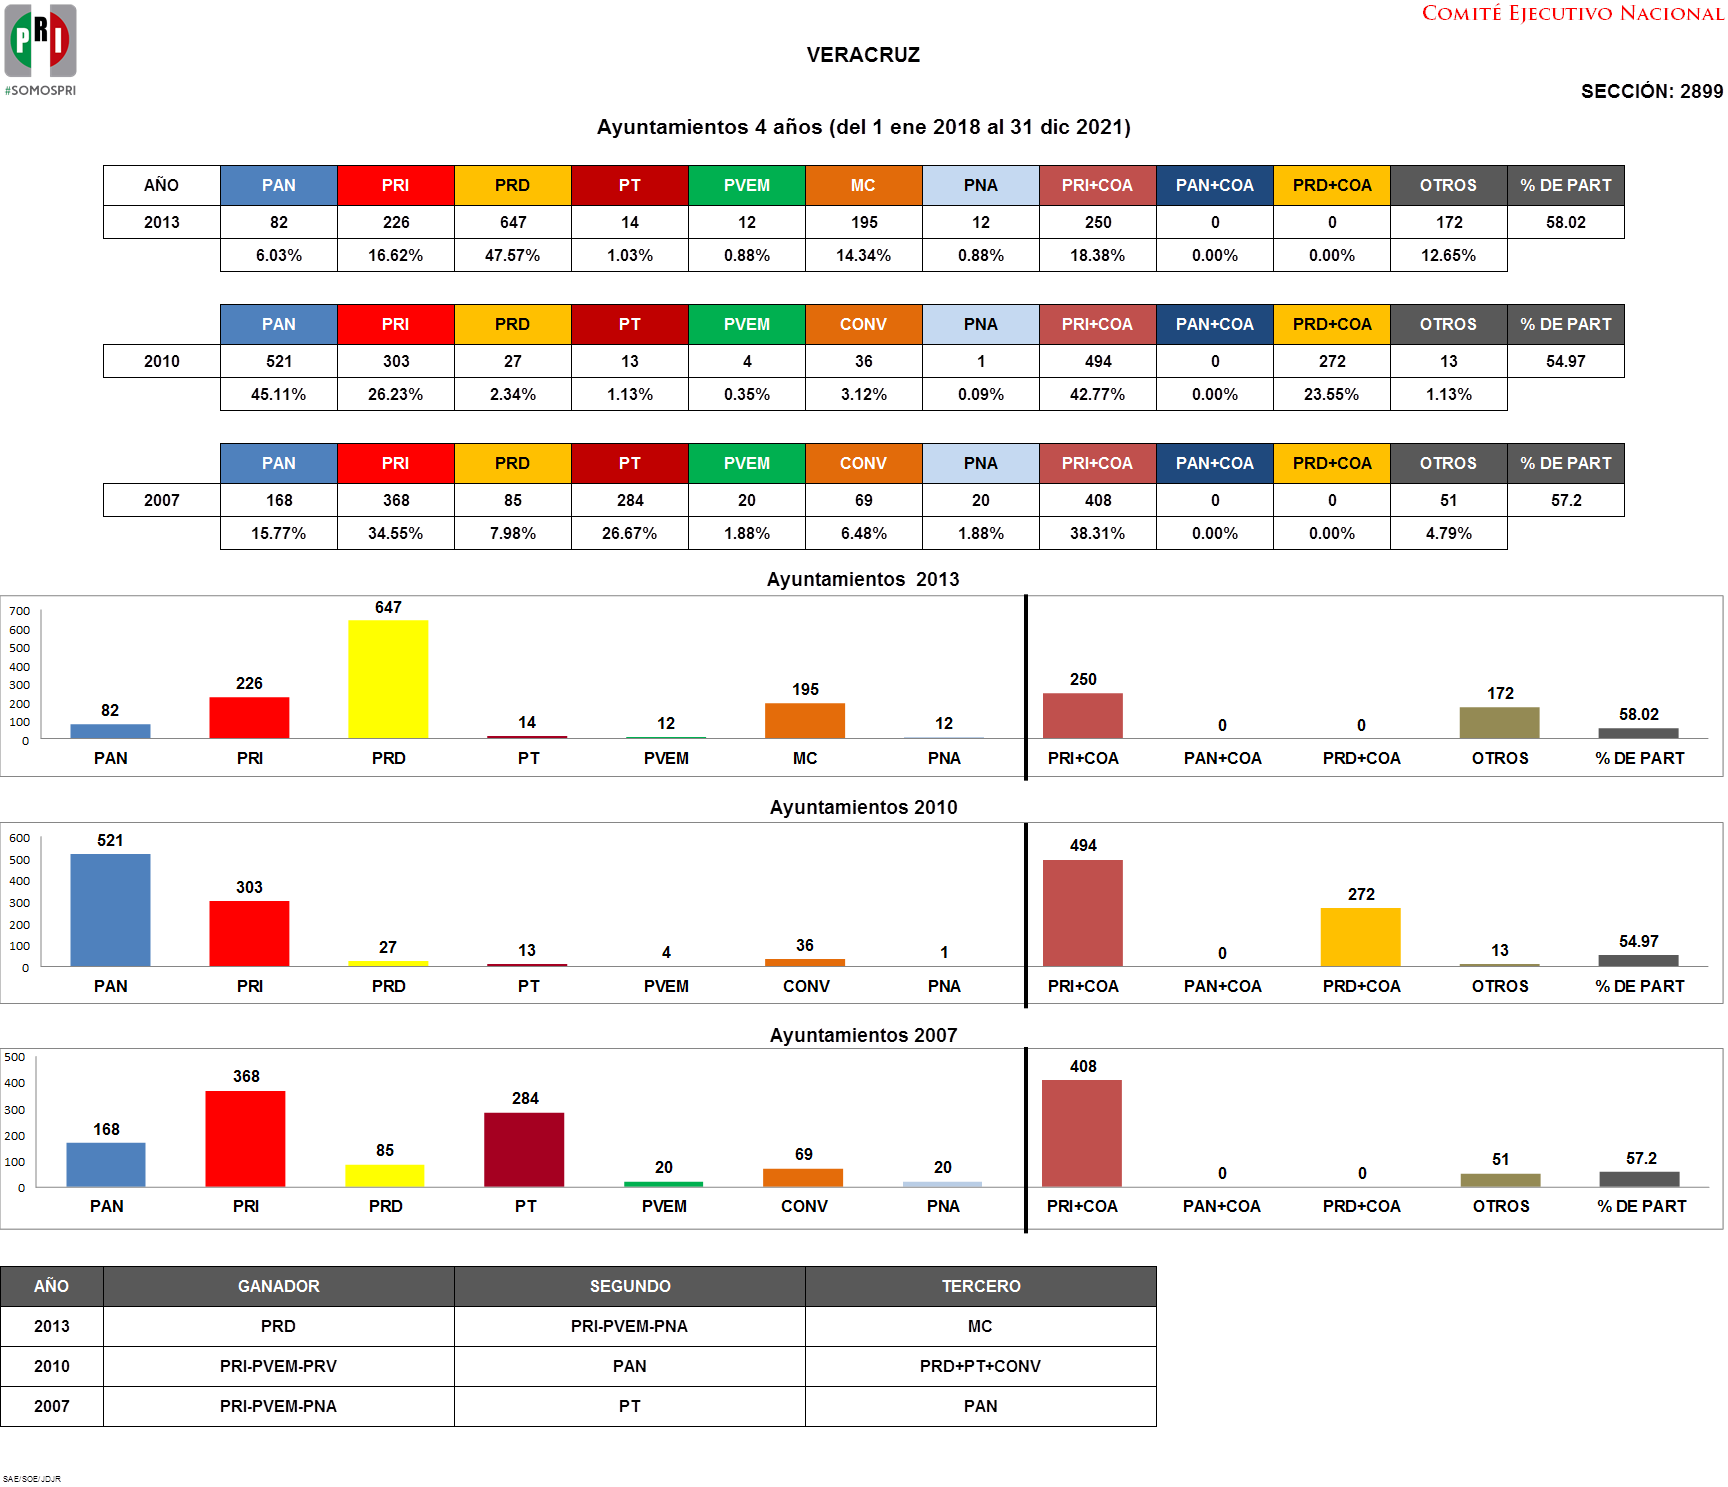 PRI
#SOMOSPRI
COMITÉ EJECUTIVO NACIONAL
VERACRUZ
SECCIÓN: 2899
Ayuntamientos 4 años (del 1 ene 2018 al 31 dic 2021)
AÑO PAN PRI PRD PT PVEM MC PNA PRI+COA PAN+COA PRD+COA OTROS % DE PART
2013 82 226 647 14 12 195 12 250 0 0 172 58.02
6.03% 16.62% 47.57% 1.03% 0.88% 14.34% 0.88% 18.38% 0.00% 0.00% 12.65%
PAN PRI PRD PT PVEM CONV PNA PRI+COA PAN+COA PRD+COA OTROS % DE PART
2010 521 303 27 13 4 36 1 494 0 272 13 54.97
45.11% 26.23% 2.34% 1.13% 0.35% 3.12% 0.09% 42.77% 0.00% 23.55% 1.13%
PAN PRI PRD PT PVEM CONV PNA PRI+COA PAN+COA PRD+COA OTROS % DE PART
2007 168 368 85 284 20 69 20 408 0 0 51 57.2
15.77% 34.55% 7.98% 26.67% 1.88% 6.48% 1.88% 38.31% 0.00% 0.00% 4.79%
Ayuntamientos 2013
700
600
500
400
300
200
100
0
82 226 647 14 12 195 12 250 0 0 172 58.02
PAN PRI PRD PT PVEM MC PNA PRI+COA PAN+COA PRD+COA OTROS % DE PART
Ayuntamientos 2010
600
500
400
300
200
100
0
521 303 27 13 4 36 1 494 0 272 13 54.97
PAN PRI PRD PT PVEM CONV PNA PRI+COA PAN+COA PRD+COA OTROS % DE PART
Ayuntamientos 2007
500
400
300
200
100
0
168 368 85 284 20 69 20 408 0 0 51 57.2
PAN PRI PRD PT PVEM CONV PNA PRI+COA PAN+COA PRD+COA OTROS % DE PART
AÑO GANADOR SEGUNDO TERCERO
2013 PRD PRI-PVEM-PNA MC
2010 PRI-PVEM-PRV PAN PRD+PT+CONV
2007 PRI-PVEM-PNA PT PAN
SAE/SOE/JDJR